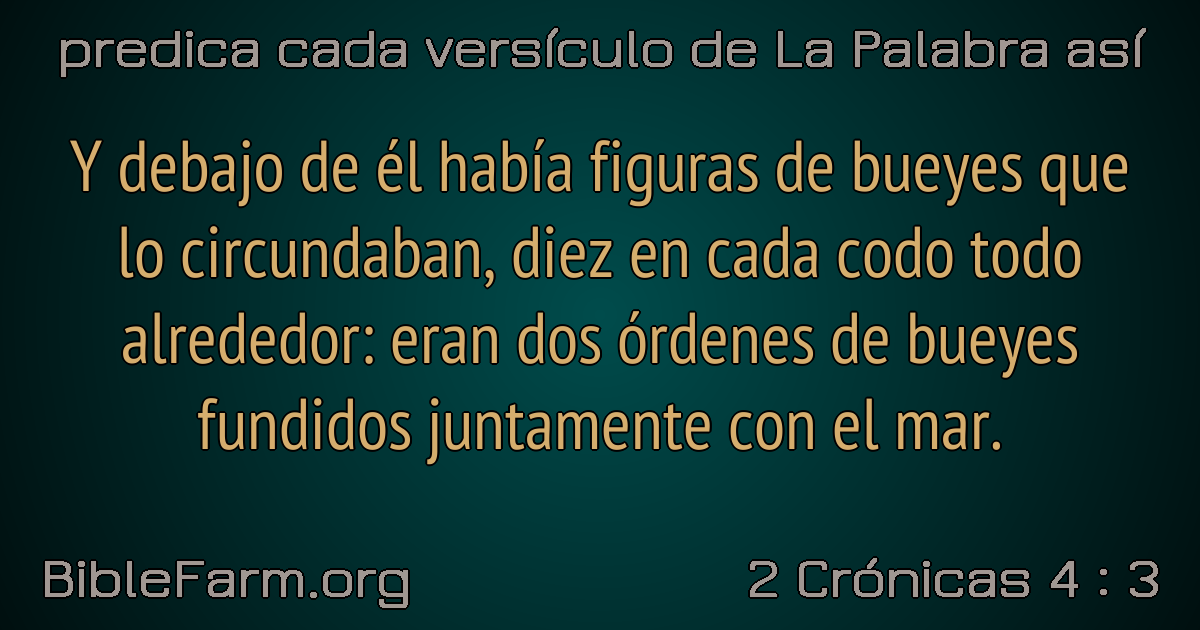 predica cada versículo de La Palabra así
Y debajo de él había figuras de bueyes que
lo circundaban, diez en cada codo todo
alrededor: eran dos órdenes de bueyes
fundidos juntamente con el mar.
BibleFarm.org
2 Crónicas 4 : 3